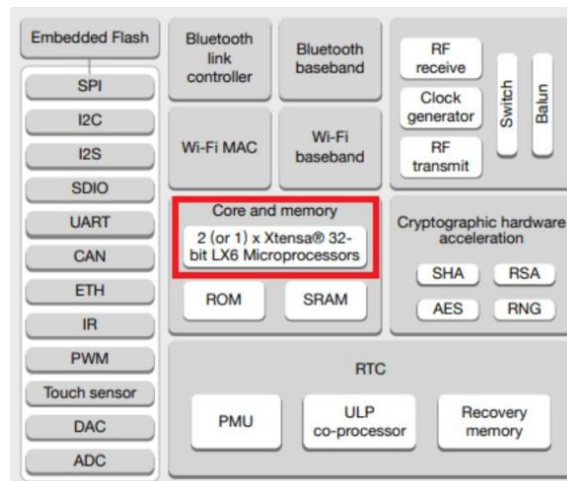 Embedded Flash
SPI
I2C
I2S
SDIO
UART
CAN
ETH
IR
PWM
Touch sensor
DAC
ADC
Bluetooth
link
controller
Bluetooth
baseband
Wi-Fi MAC
Wi-Fi
baseband
RF
receive
Clock
generator
RF
transmit
Switch
Balun
Core and memory
2 (or 1) x Xtensa® 32-
bit LX6 Microprocessors
ROM
SRAM
Cryptographic hardware
acceleration
SHA
RSA
AES
RNG
RTC
PMU
ULP
co-processor
Recovery
memory